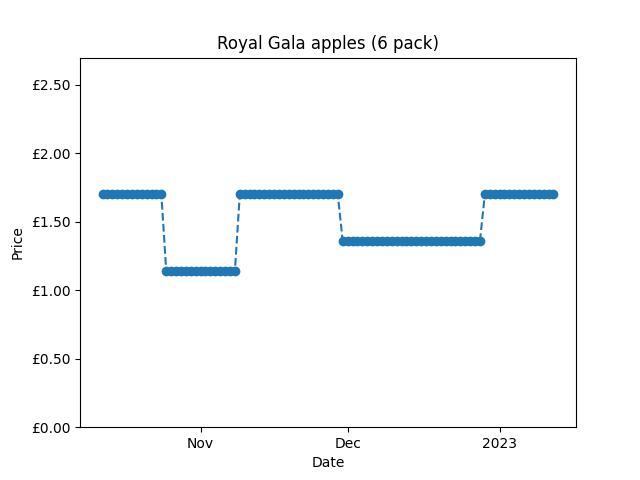 Royal Gala apples (6 pack)
£2.50
£2.00
£1.50
£1.00
£0.50
£0.00
Price
Nov
Dec
2023
Date